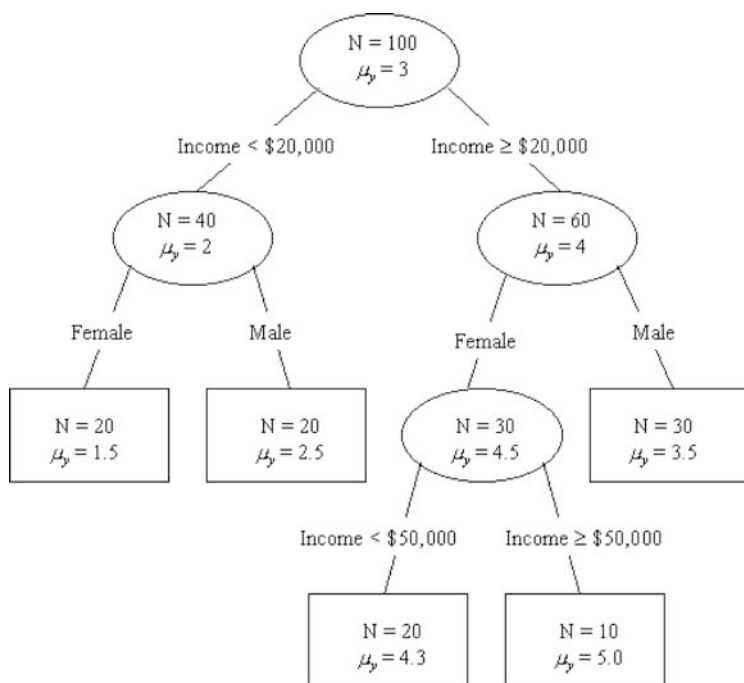 N = 100
μy = 3
Income < $20,000
Income ≥ $20,000
N = 40
μy = 2
N = 60
μy = 4
Female
Male
Female
Male
N = 20
μy = 1.5
N = 20
μy = 2.5
N = 30
μy = 4.5
N = 30
μy = 3.5
Income < $50,000
Income ≥ $50,000
N = 20
μy = 4.3
N = 10
μy = 5.0